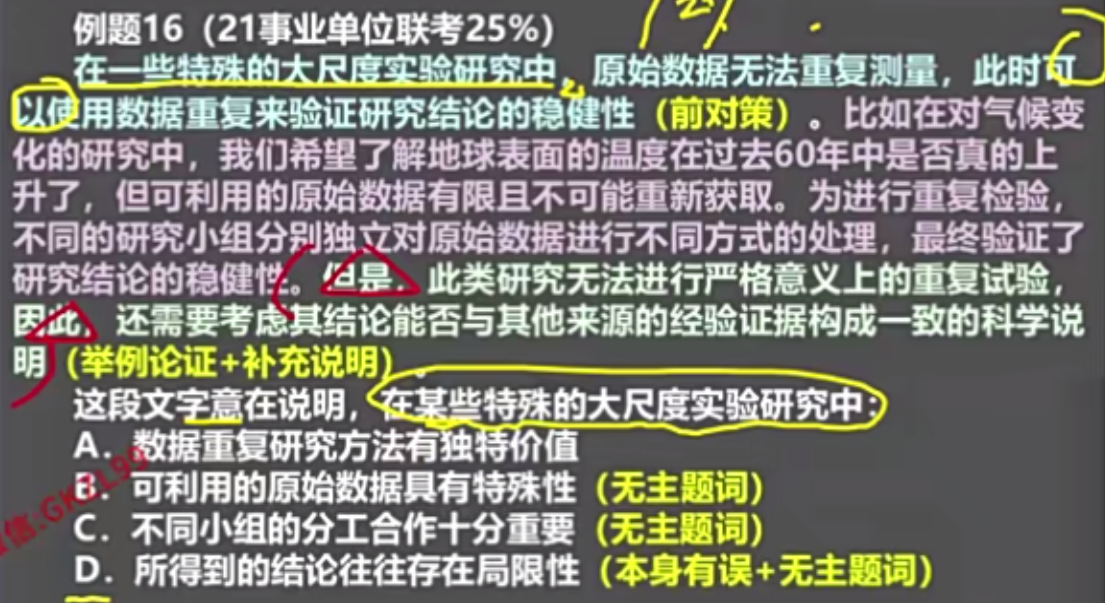 例题16（21事业单位联考25%）
在一些特殊的大尺度实验研究中，原始数据无法重复测量，此时可
以使用数据重复来验证研究结论的稳健性（前对策）。比如在对气候变
化的研究中，我们希望了解地球表面的温度在过去60年中是否真的上
升了，但可利用的原始数据有限且不可能重新获取。为进行重复检验，
不同的研究小组分别独立对原始数据进行不同方式的处理，最终验证了
研究结论的稳健性。但是，此类研究无法进行严格意义上的重复试验，
因此，还需要考虑其结论能否与其他来源的经验证据构成一致的科学说
明（举例论证+补充说明）。
这段文字意在说明，在某些特殊的大尺度实验研究中：
A．数据重复研究方法有独特价值
B．可利用的原始数据具有特殊性（无主题词）
C．不同小组的分工合作十分重要（无主题词）
D．所得到的结论往往存在局限性（本身有误+无主题词）